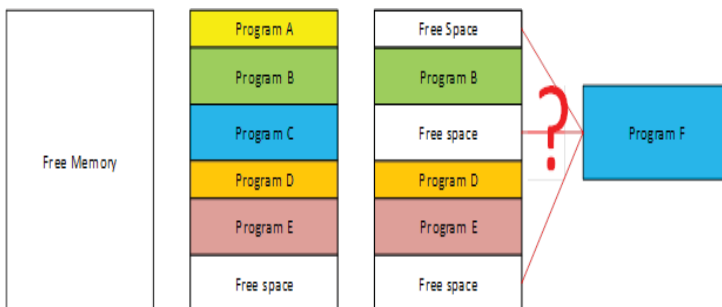 Free Memory
Program A
Program B
Program C
Program D
Program E
Free space
Free Space
Program B
Free space
Program D
Program E
Free space
?
Program F